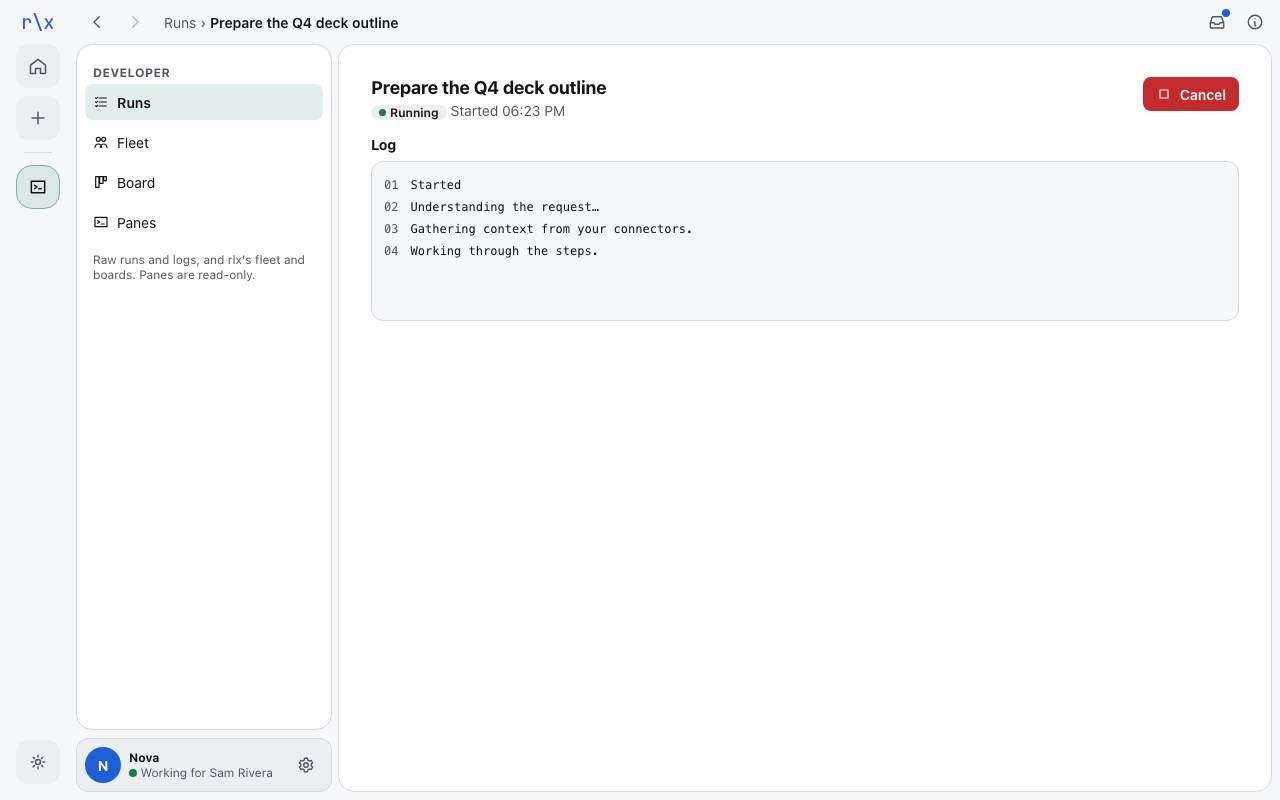 r\x
Runs › Prepare the Q4 deck outline
DEVELOPER
Runs
Fleet
Board
Panes
Raw runs and logs, and rlx's fleet and
boards. Panes are read-only.
N
Nova
Working for Sam Rivera
Prepare the Q4 deck outline
Running Started 06:23 PM
Cancel
Log
01 Started
02 Understanding the request…
03 Gathering context from your connectors.
04 Working through the steps.